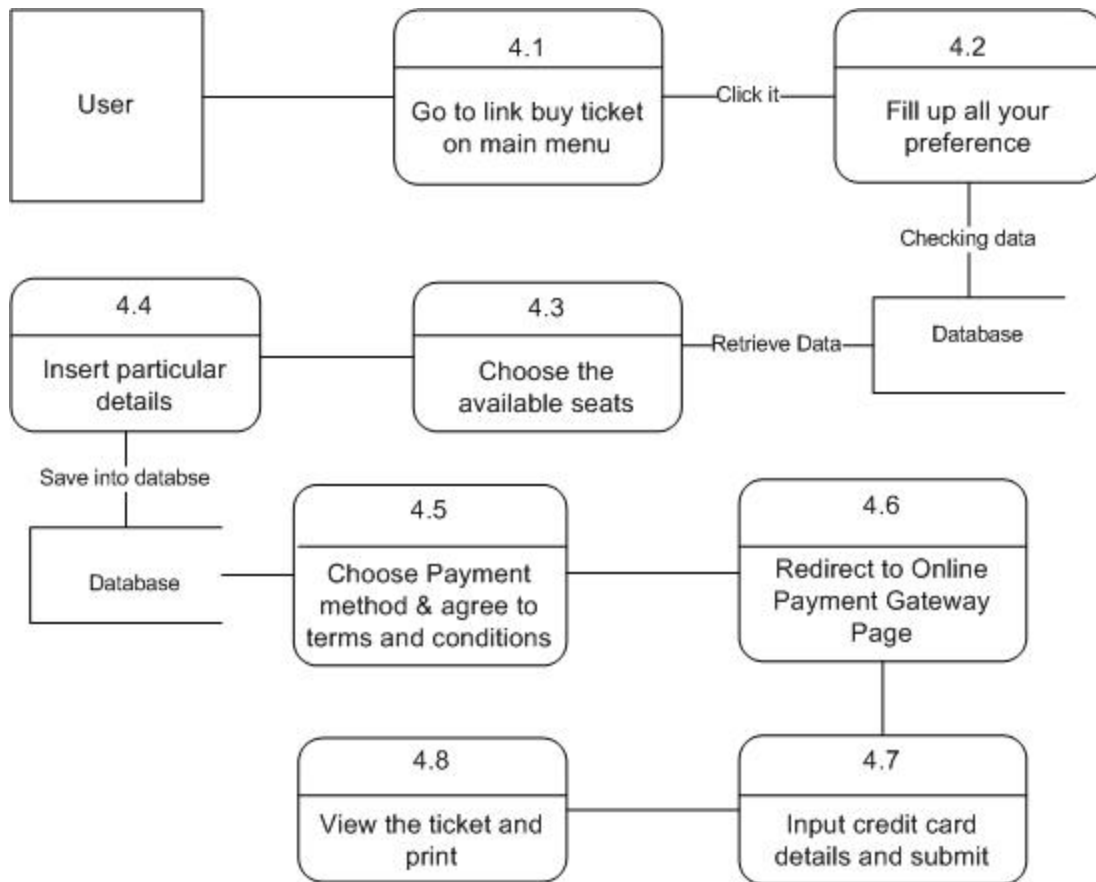 User
4.1
Go to link buy ticket
on main menu
Click it
4.2
Fill up all your
preference
Checking data
Database
Retrieve Data
4.3
Choose the
available seats
4.4
Insert particular
details
Save into databse
Database
4.5
Choose Payment
method & agree to
terms and conditions
4.6
Redirect to Online
Payment Gateway
Page
4.7
Input credit card
details and submit
4.8
View the ticket and
print